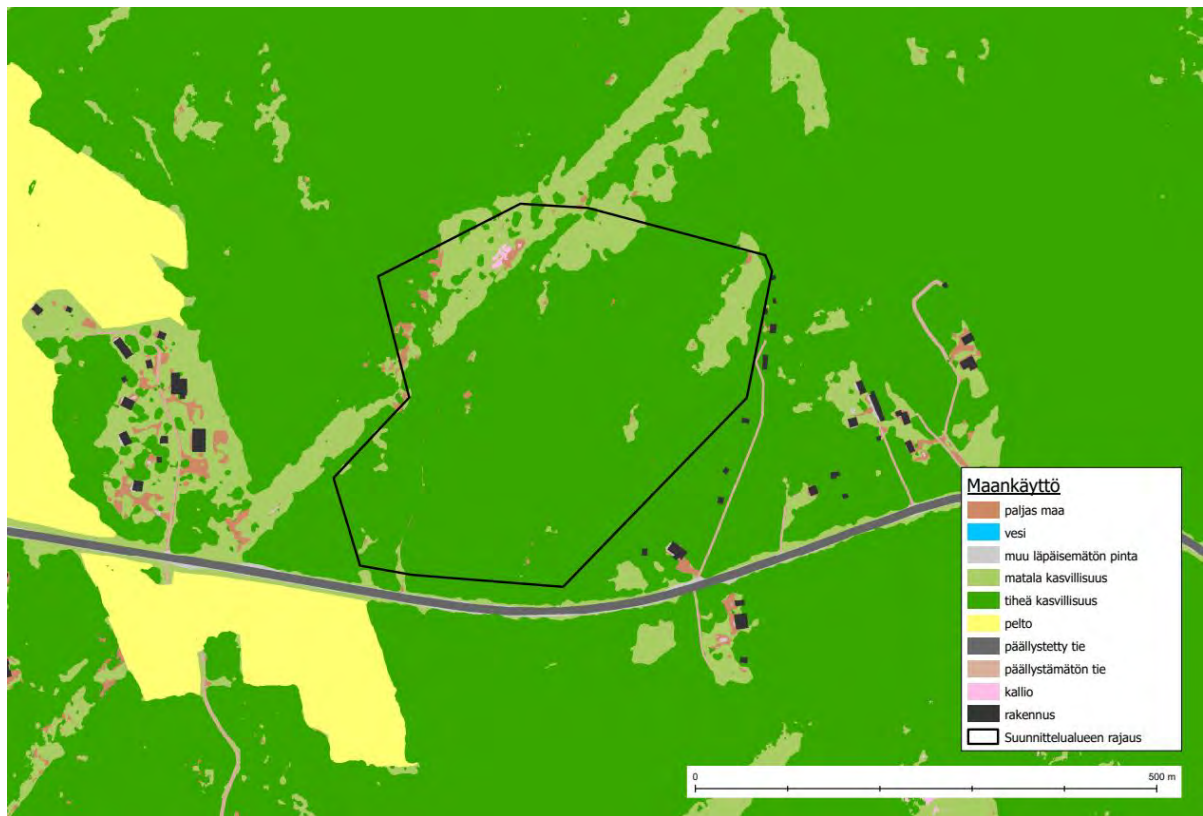 Maankäyttö
paljas maa
vesi
muu läpäisemätön pinta
matala kasvillisuus
tiheä kasvillisuus
pelto
päällystetty tie
päällystämätön tie
kallio
rakennus
Suunnittelualueen rajaus
0 500 m